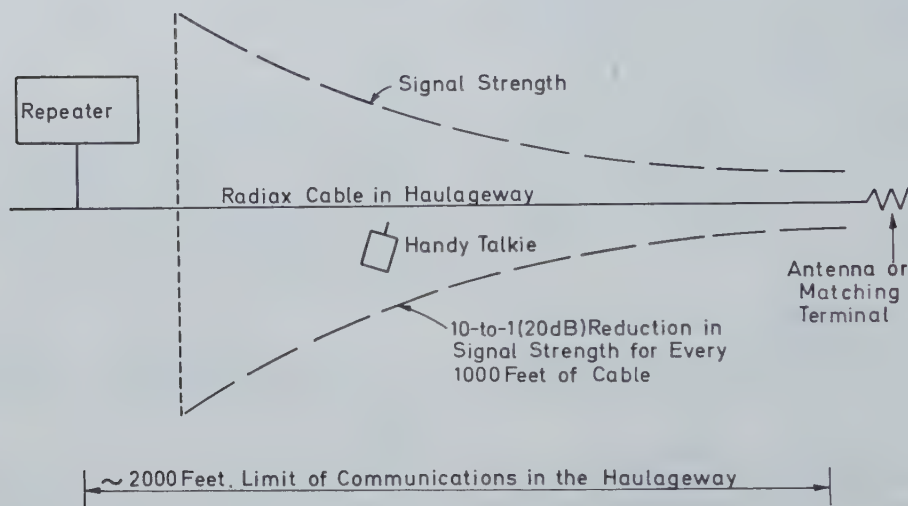 Signal Strength
Repeater
Radiax Cable in Haulageway
Handy Talkie
Antenna or
Matching
Terminal
10-to-1(20dB)Reduction in
Signal Strength for Every
1000 Feet of Cable
~ 2000 Feet. Limit of Communications in the Haulageway